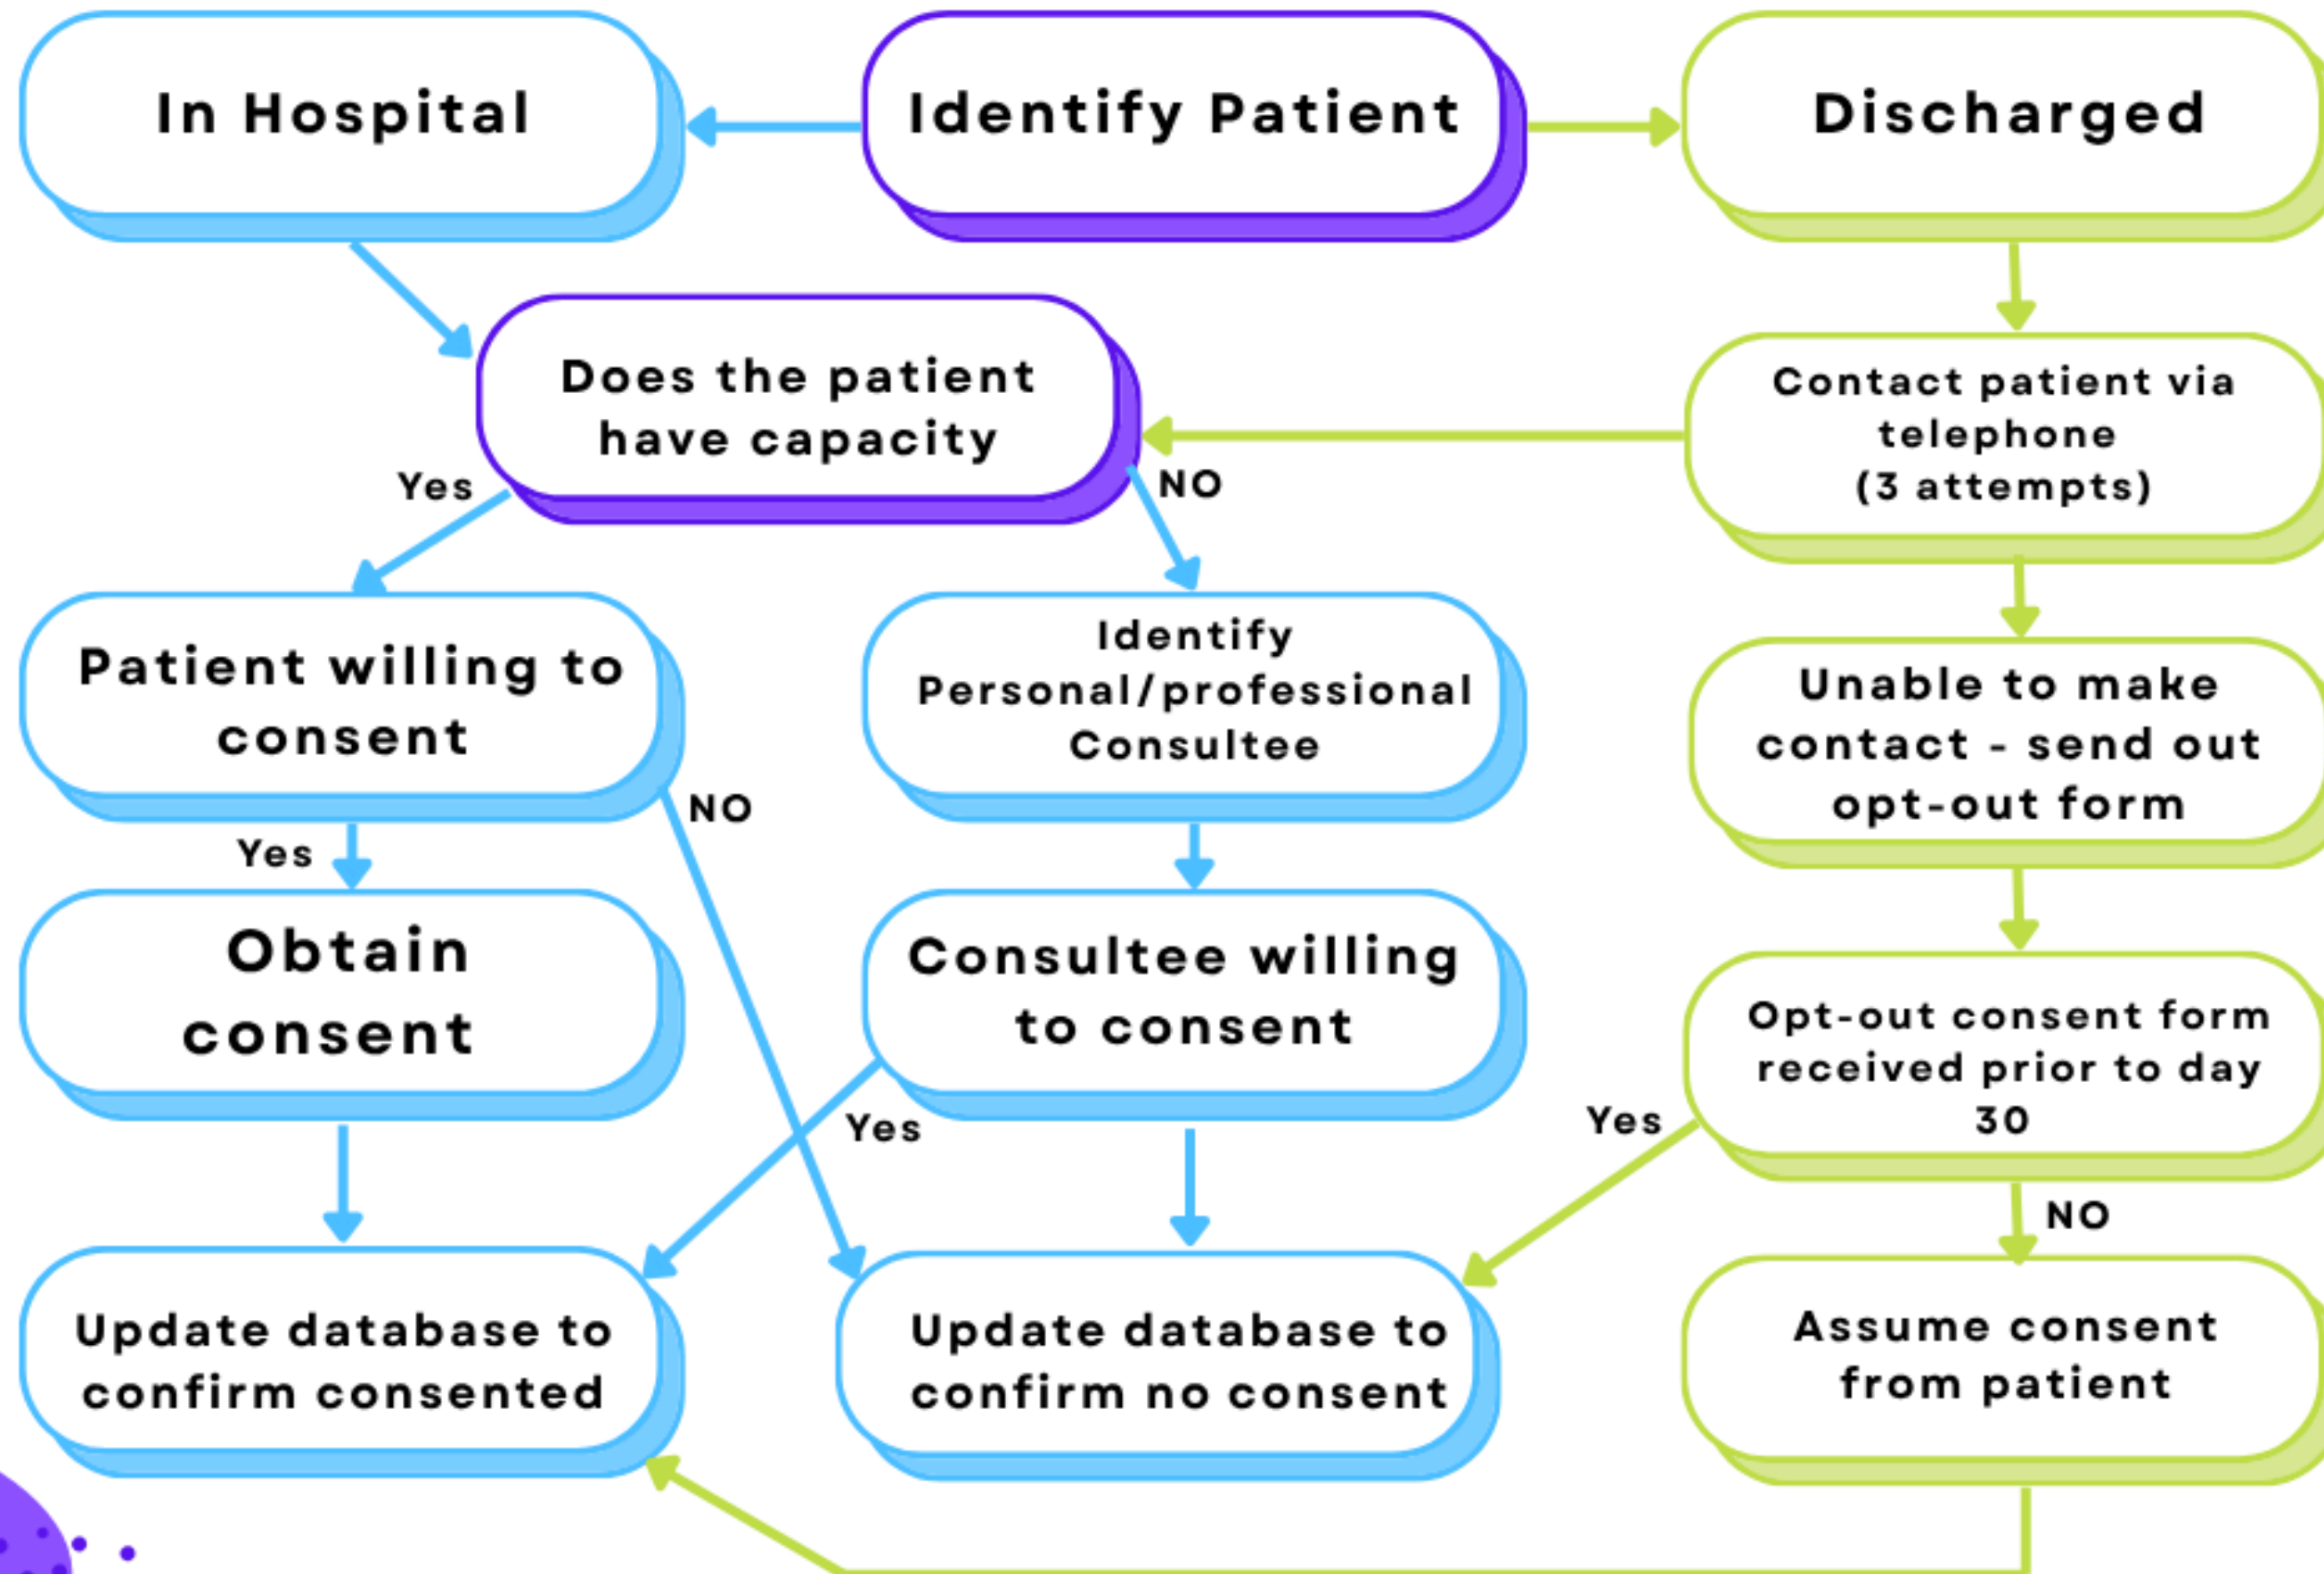 In Hospital
Identify Patient
Discharged
Does the patient
have capacity
Contact patient via
telephone
(3 attempts)
Yes
NO
Patient willing to
consent
Identify
Personal/professional
Consultee
Unable to make
contact - send out
opt-out form
NO
Yes
Obtain
consent
Consultee willing
to consent
Opt-out consent form
received prior to day
30
Yes
Yes
NO
Update database to
confirm consented
Update database to
confirm no consent
Assume consent
from patient